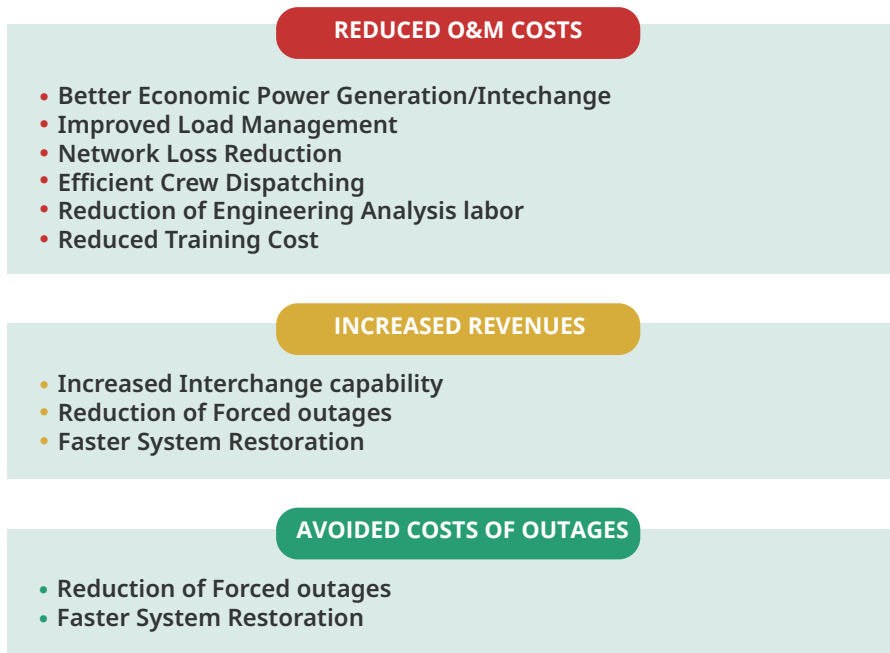 REDUCED O&M COSTS
• Better Economic Power Generation/Intechange
• Improved Load Management
• Network Loss Reduction
• Efficient Crew Dispatching
• Reduction of Engineering Analysis labor
• Reduced Training Cost
INCREASED REVENUES
• Increased Interchange capability
• Reduction of Forced outages
• Faster System Restoration
AVOIDED COSTS OF OUTAGES
• Reduction of Forced outages
• Faster System Restoration